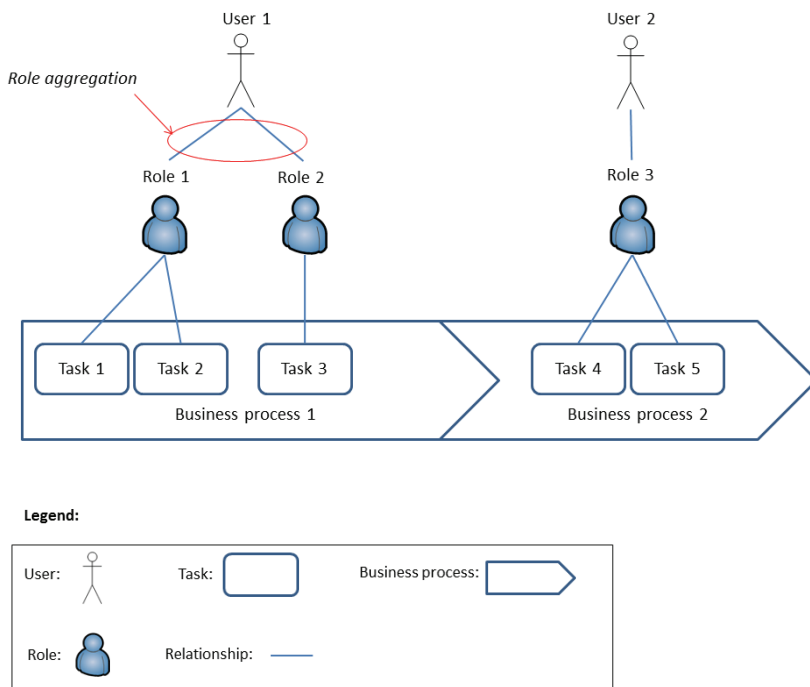 User 1
User 2
Role aggregation
Role 1
Role 2
Role 3
Task 1
Task 2
Task 3
Task 4
Task 5
Business process 1
Business process 2
Legend:
User:
Task:
Business process:
Role:
Relationship: